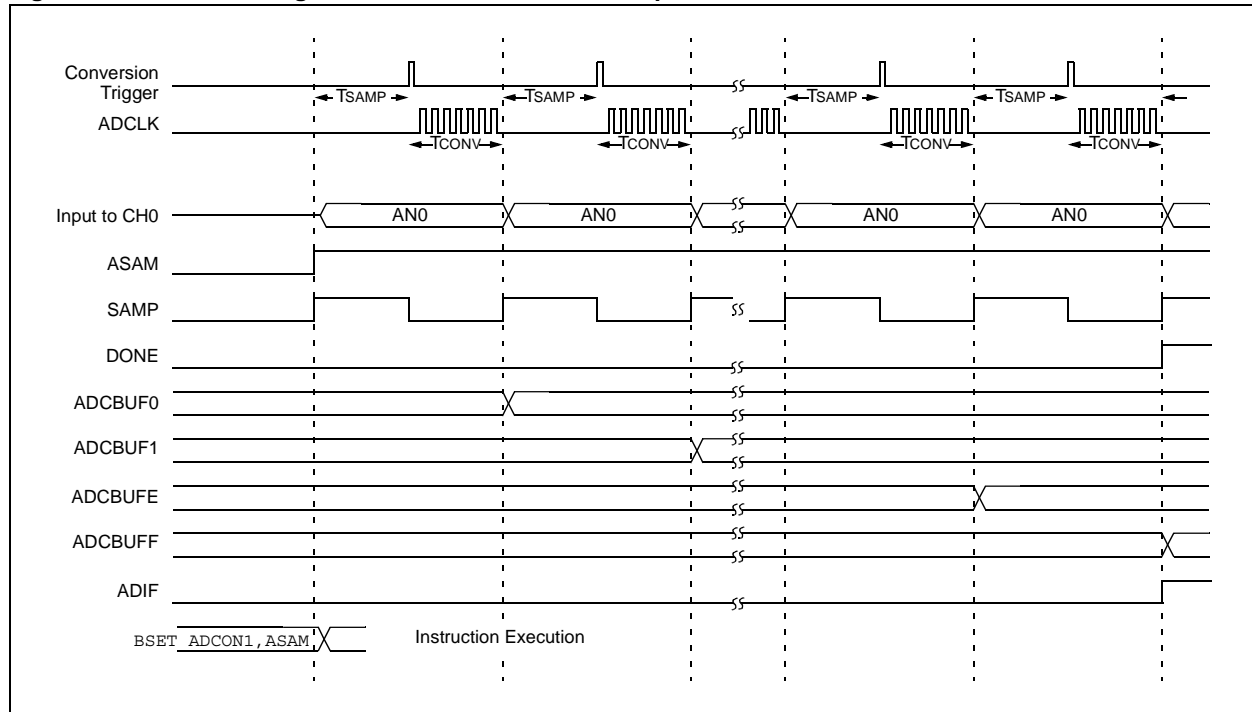 Conversion
Trigger
TSAMP
TSAMP
TSAMP
TSAMP
ADCLK
TCONV
TCONV
TCONV
TCONV
Input to CH0
AN0
AN0
AN0
AN0
ASAM
SAMP
DONE
ADCBUF0
ADCBUF1
ADCBUFE
ADCBUFF
ADIF
BSET ADCON1,ASAM
Instruction Execution